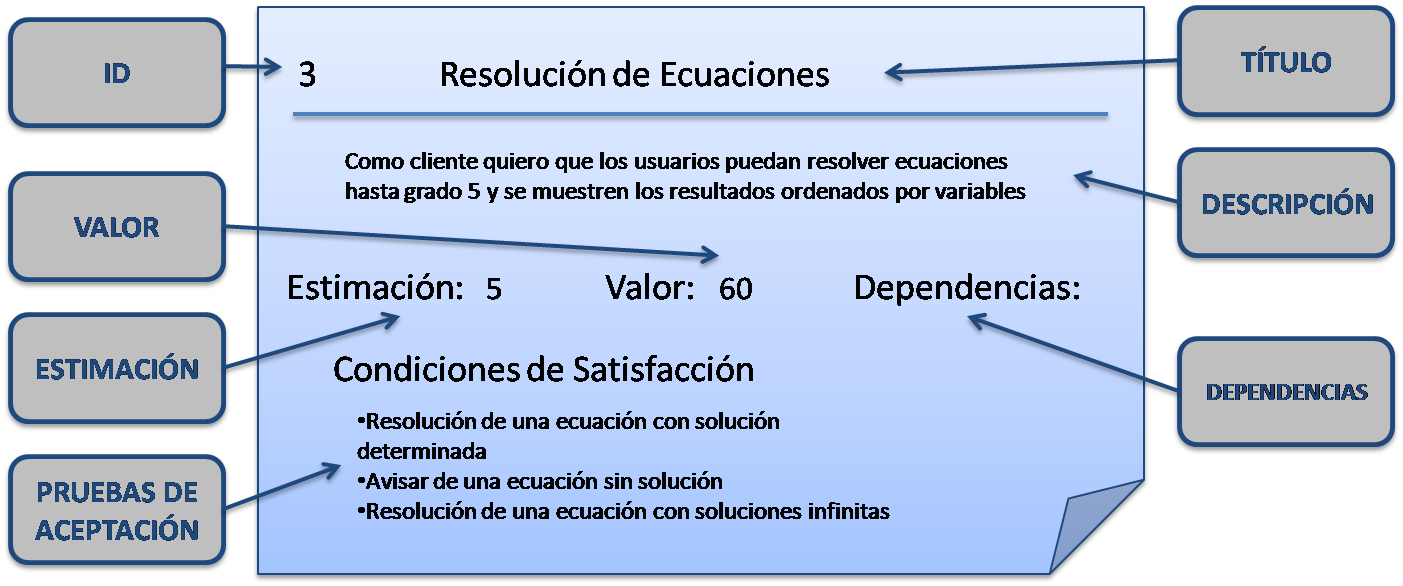 ID
VALOR
ESTIMACIÓN
PRUEBAS DE
ACEPTACIÓN
3 Resolución de Ecuaciones
Como cliente quiero que los usuarios puedan resolver ecuaciones
hasta grado 5 y se muestren los resultados ordenados por variables
Estimación: 5 Valor: 60 Dependencias:
Condiciones de Satisfacción
•Resolución de una ecuación con solución
determinada
•Avisar de una ecuación sin solución
•Resolución de una ecuación con soluciones infinitas
TÍTULO
DESCRIPCIÓN
DEPENDENCIAS